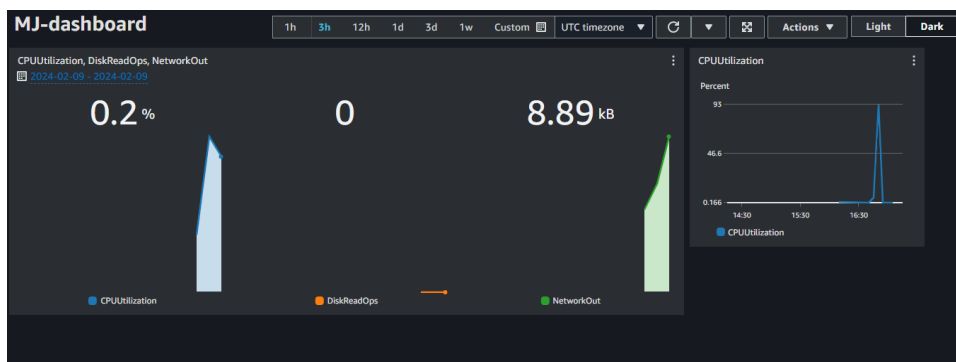 MJ-dashboard
1h 3h 12h 1d 3d 1w Custom UTC timezone Actions Light Dark
CPUUtilization, DiskReadOps, NetworkOut
2024-02-09 - 2024-02-09
0.2 %
0
8.89 kB
CPUUtilization
DiskReadOps
NetworkOut
CPUUtilization
Percent
93
46.6
0.166
14:30 15:30 16:30
CPUUtilization